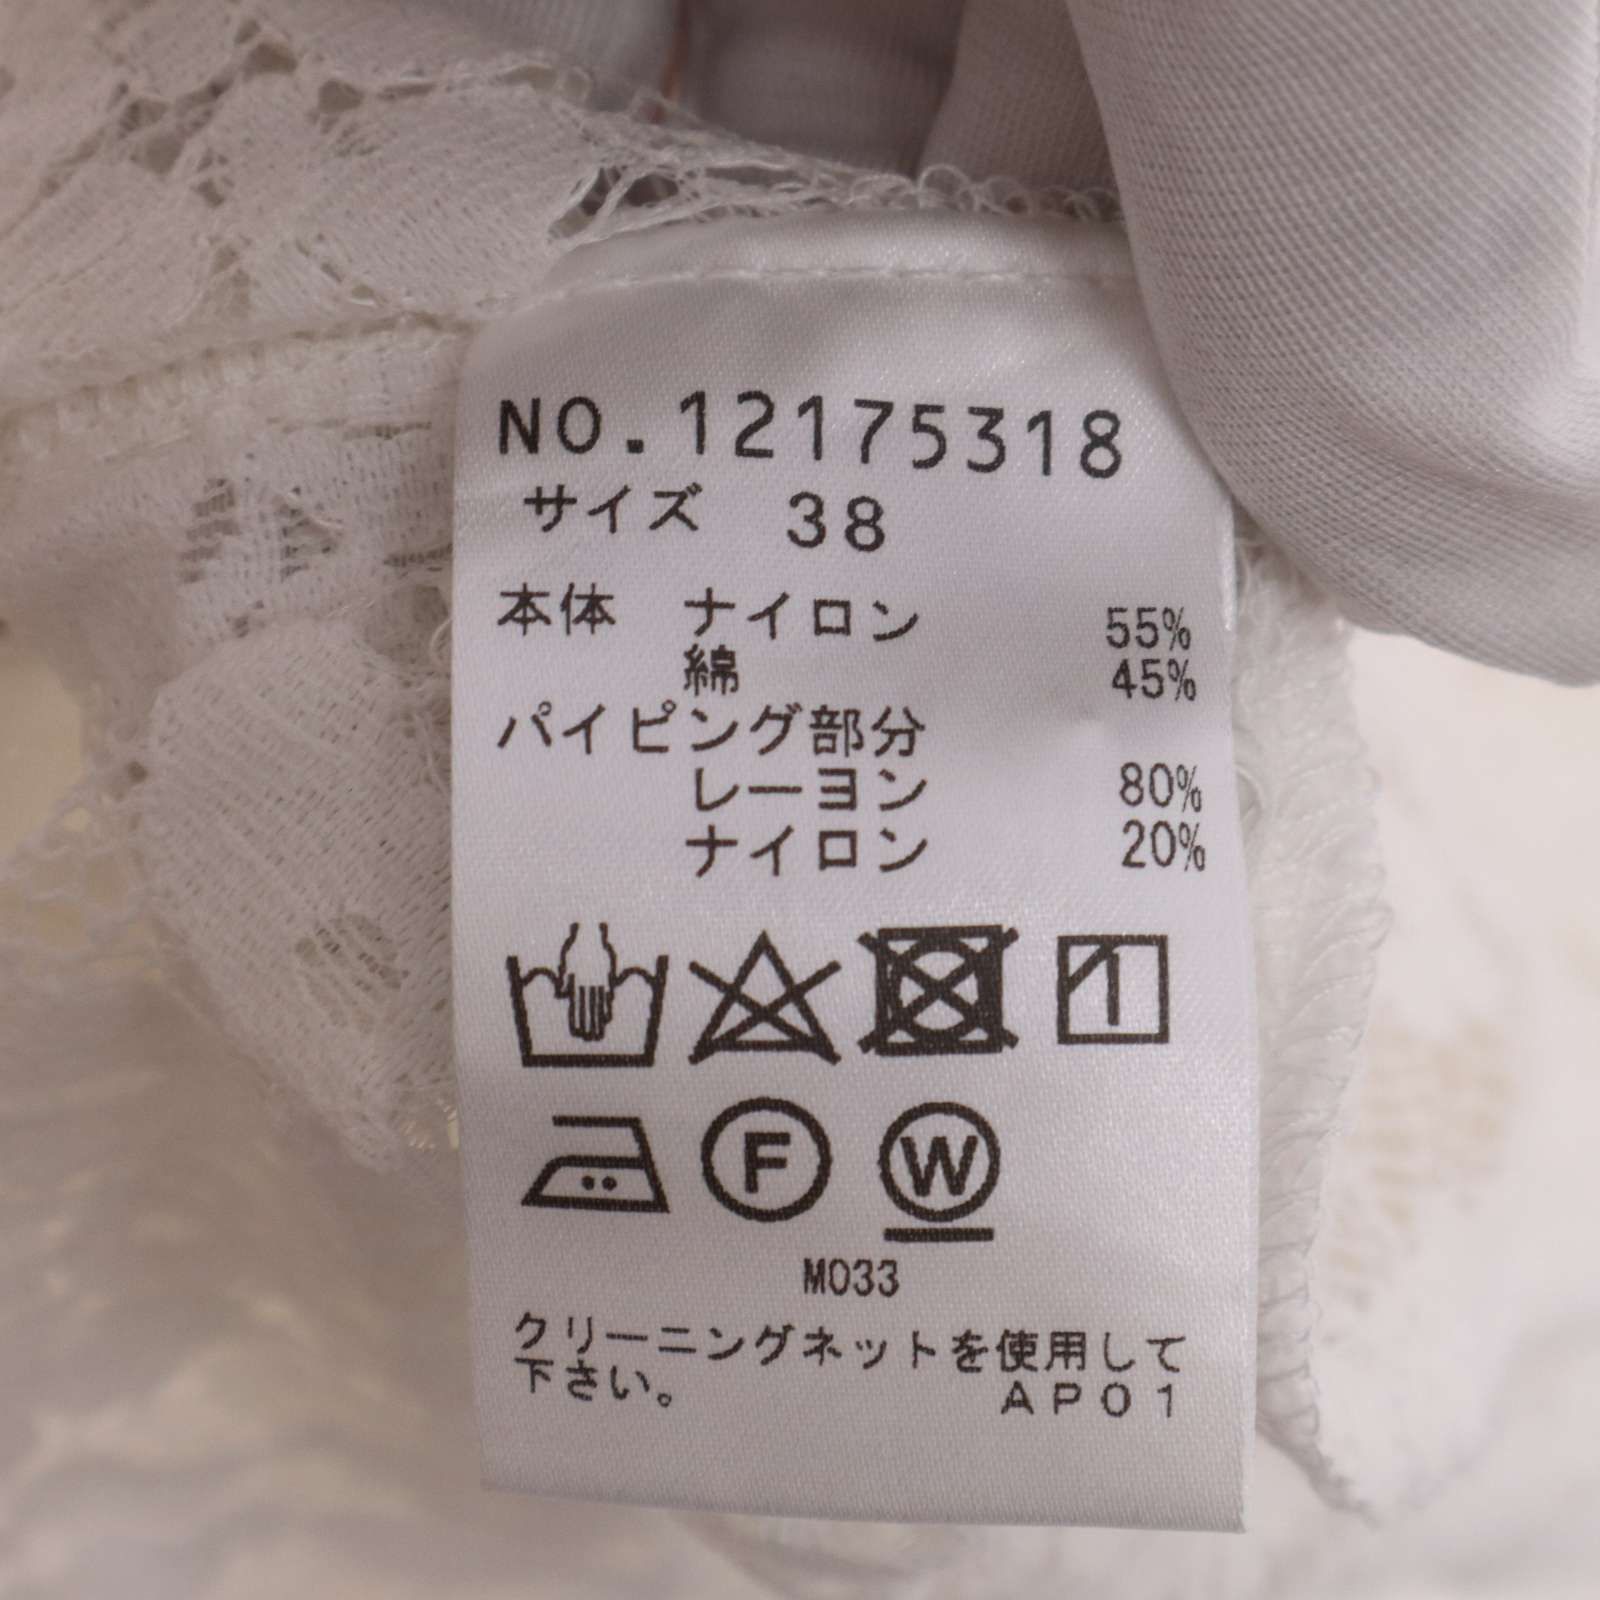 NO.12175318
サイズ 38
本体 ナイロン 55%
綿 45%
パイピング部分
レーヨン 80%
ナイロン 20%
F W
M033
クリーニングネットを使用して
下さい。 AP01